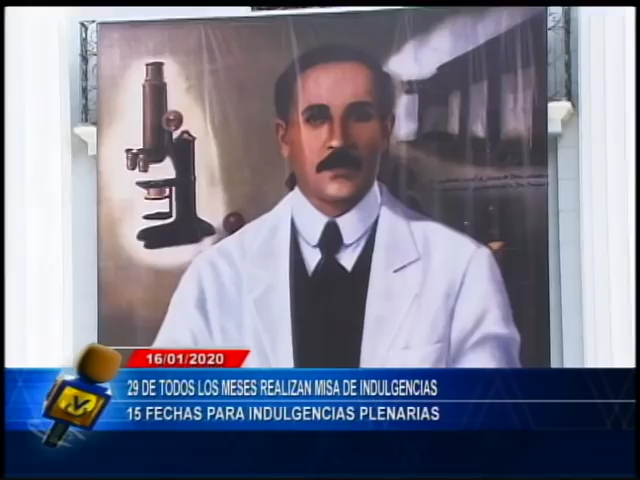 16/01/2020
29 DE TODOS LOS MESES REALIZAN MISA DE INDULGENCIAS
15 FECHAS PARA INDULGENCIAS PLENARIAS